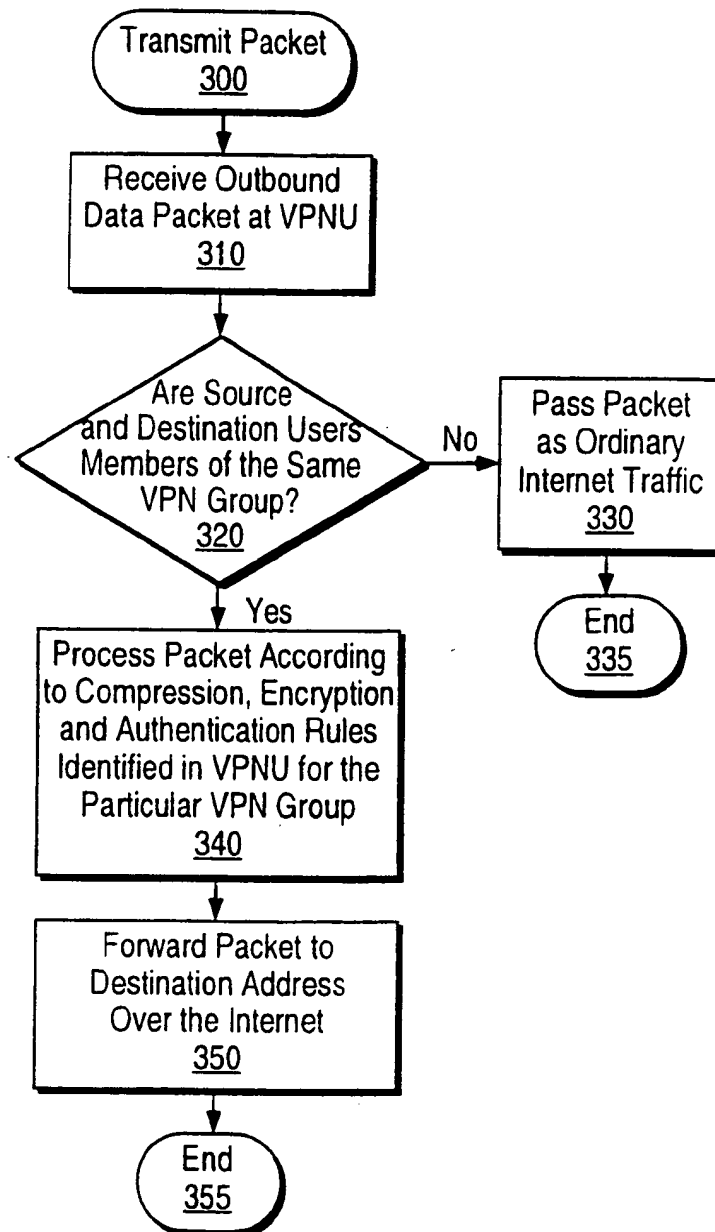 Transmit Packet
300
Receive Outbound
Data Packet at VPNU
310
Are Source
and Destination Users
Members of the Same
VPN Group?
320
No
Pass Packet
as Ordinary
Internet Traffic
330
End
335
Yes
Process Packet According
to Compression, Encryption
and Authentication Rules
Identified in VPNU for the
Particular VPN Group
340
Forward Packet to
Destination Address
Over the Internet
350
End
355